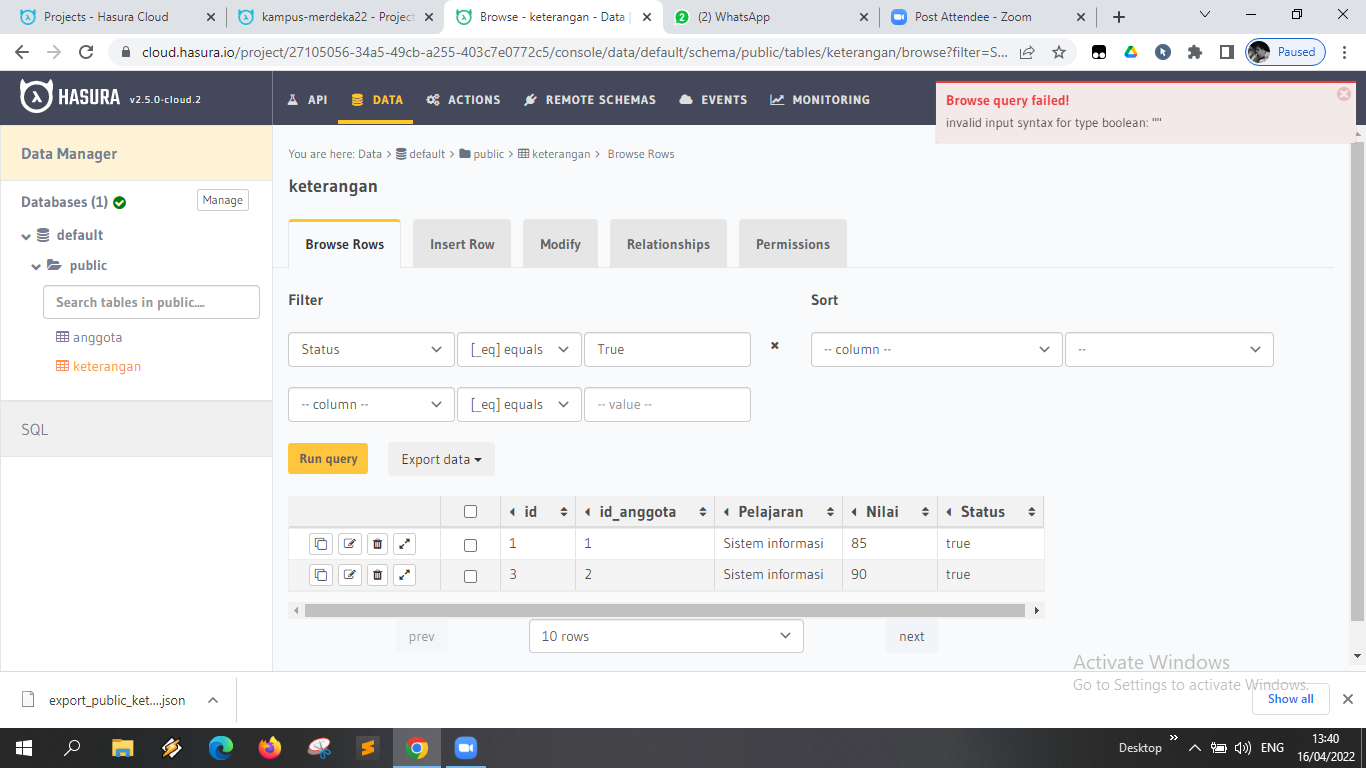 Projects - Hasura Cloud
kampus-merdeka22 - Project
Browse - keterangan - Data |
(2) WhatsApp
Post Attendee - Zoom
cloud.hasura.io/project/27105056-34a5-49cb-a255-403c7e0772c5/console/data/default/schema/public/tables/keterangan/browse?filter=S...
Paused
HASURA v2.5.0-cloud.2
API DATA ACTIONS REMOTE SCHEMAS EVENTS MONITORING
Browse query failed!
invalid input syntax for type boolean: ""
Data Manager
Databases (1)
Manage
default
public
Search tables in public....
anggota
keterangan
SQL
You are here: Data > default > public > keterangan > Browse Rows
keterangan
Browse Rows Insert Row Modify Relationships Permissions
Filter
Sort
Status [_eq] equals True
-- column -- --
-- column -- [_eq] equals -- value --
Run query Export data
id id_anggota Pelajaran Nilai Status
1 1 Sistem informasi 85 true
3 2 Sistem informasi 90 true
prev 10 rows next
Activate Windows
Go to Settings to activate Windows.
export_public_ket....json
Show all
Desktop
ENG
13:40
16/04/2022